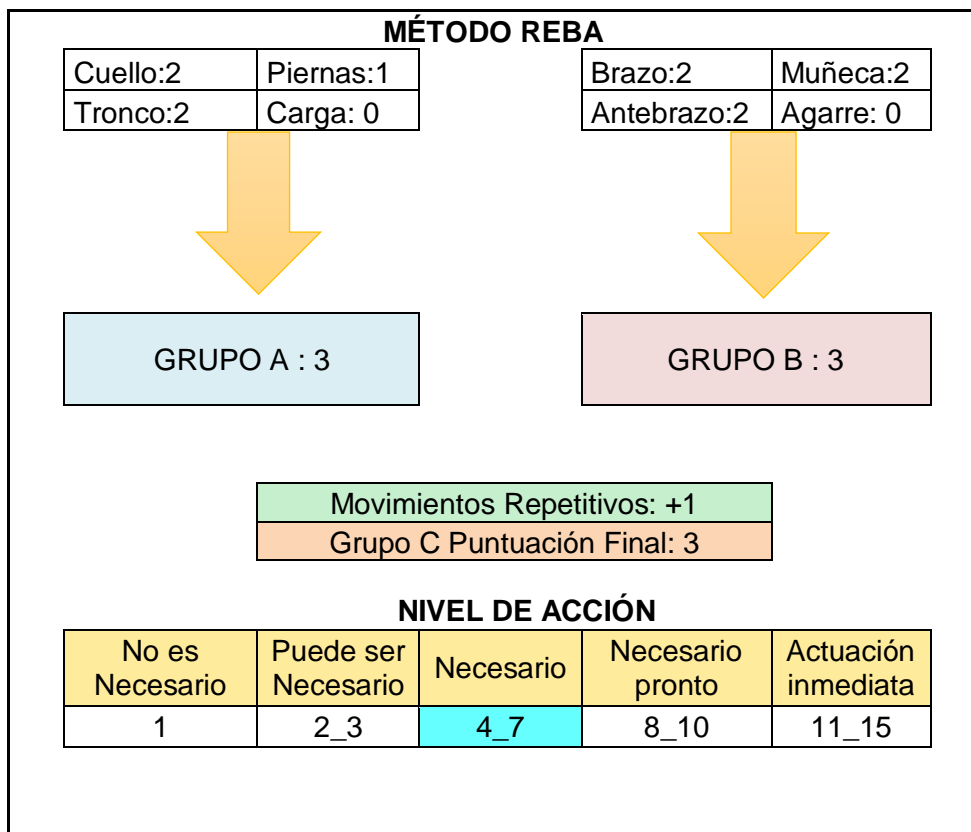 MÉTODO REBA
Cuello:2 Piernas:1 Brazo:2 Muñeca:2
Tronco:2 Carga: 0 Antebrazo:2 Agarre: 0
GRUPO A : 3 GRUPO B : 3
Movimientos Repetitivos: +1
Grupo C Puntuación Final: 3
NIVEL DE ACCIÓN
No es Puede ser Necesario Necesario Actuación
Necesario Necesario pronto inmediata
1 2_3 4_7 8_10 11_15